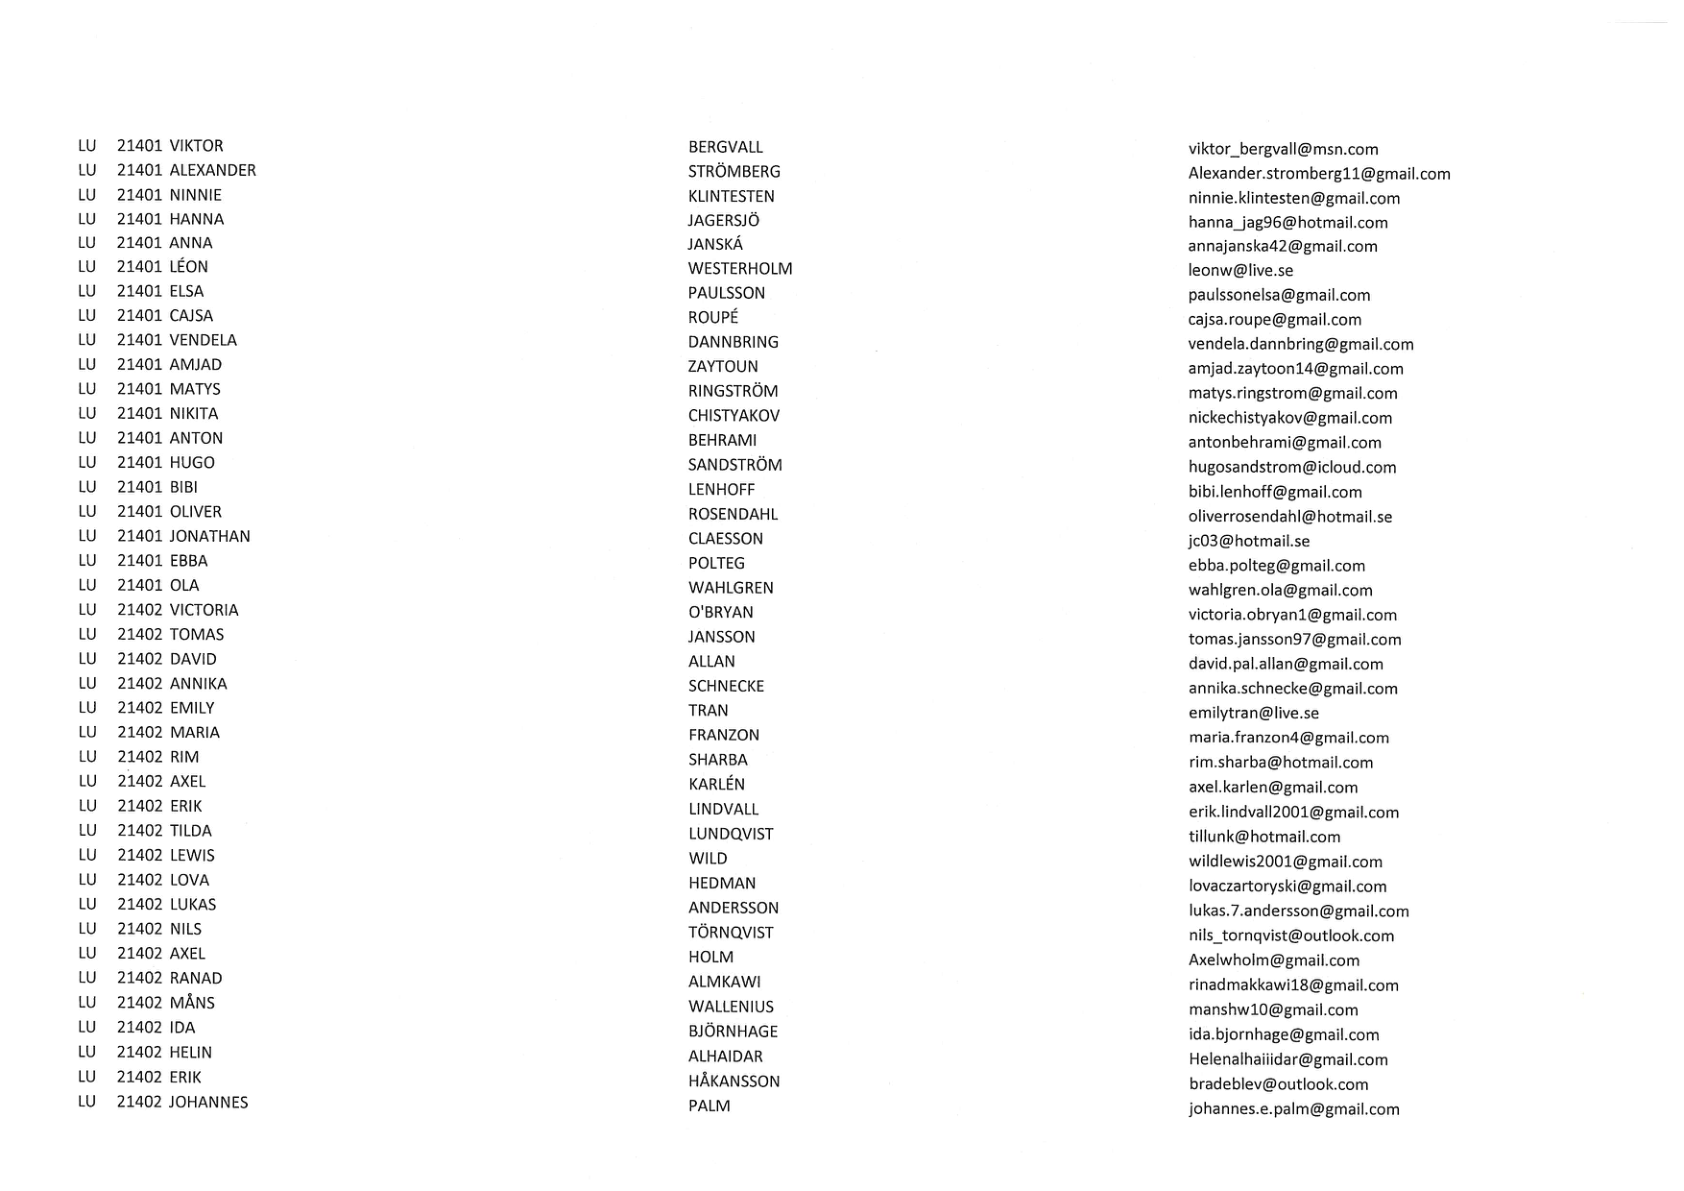 LU 21401 VIKTOR BERGVALL viktor_bergvall@msn.com
LU 21401 ALEXANDER STRÖMBERG Alexander.stromberg11@gmail.com
LU 21401 NINNIE KLINTESTEN ninnie.klintesten@gmail.com
LU 21401 HANNA JAGERSJÖ hanna_jag96@hotmail.com
LU 21401 ANNA JANSKÁ annajanska42@gmail.com
LU 21401 LÉON WESTERHOLM leonw@live.se
LU 21401 ELSA PAULSSON paulssonelsa@gmail.com
LU 21401 CAJSA ROUPÉ cajsa.roupe@gmail.com
LU 21401 VENDELA DANNBRING vendela.dannbring@gmail.com
LU 21401 AMJAD ZAYTOUN amjad.zaytoon14@gmail.com
LU 21401 MATYS RINGSTRÖM matys.ringstrom@gmail.com
LU 21401 NIKITA CHISTYAKOV nickechistyakov@gmail.com
LU 21401 ANTON BEHRAMI antonbehrami@gmail.com
LU 21401 HUGO SANDSTRÖM hugosandstrom@icloud.com
LU 21401 BIBI LENHOFF bibi.lenhoff@gmail.com
LU 21401 OLIVER ROSENDAHL oliverrosendahl@hotmail.se
LU 21401 JONATHAN CLAESSON jc03@hotmail.se
LU 21401 EBBA POLTEG ebba.polteg@gmail.com
LU 21401 OLA WAHLGREN wahlgren.ola@gmail.com
LU 21402 VICTORIA O'BRYAN victoria.obryan1@gmail.com
LU 21402 TOMAS JANSSON tomas.jansson97@gmail.com
LU 21402 DAVID ALLAN david.pal.allan@gmail.com
LU 21402 ANNIKA SCHNECKE annika.schnecke@gmail.com
LU 21402 EMILY TRAN emilytran@live.se
LU 21402 MARIA FRANZON maria.franzon4@gmail.com
LU 21402 RIM SHARBA rim.sharba@hotmail.com
LU 21402 AXEL KARLÉN axel.karlen@gmail.com
LU 21402 ERIK LINDVALL erik.lindvall2001@gmail.com
LU 21402 TILDA LUNDQVIST tillunk@hotmail.com
LU 21402 LEWIS WILD wildlewis2001@gmail.com
LU 21402 LOVA HEDMAN lovaczartoryski@gmail.com
LU 21402 LUKAS ANDERSSON lukas.7.andersson@gmail.com
LU 21402 NILS TÖRNQVIST nils_tornqvist@outlook.com
LU 21402 AXEL HOLM Axelwholm@gmail.com
LU 21402 RANAD ALMKAWI rinadmakkawi18@gmail.com
LU 21402 MÅNS WALLENIUS manshw10@gmail.com
LU 21402 IDA BJÖRNHAGE ida.bjornhage@gmail.com
LU 21402 HELIN ALHAIDAR Helenalhaiiidar@gmail.com
LU 21402 ERIK HÅKANSSON bradeblev@outlook.com
LU 21402 JOHANNES PALM johannes.e.palm@gmail.com